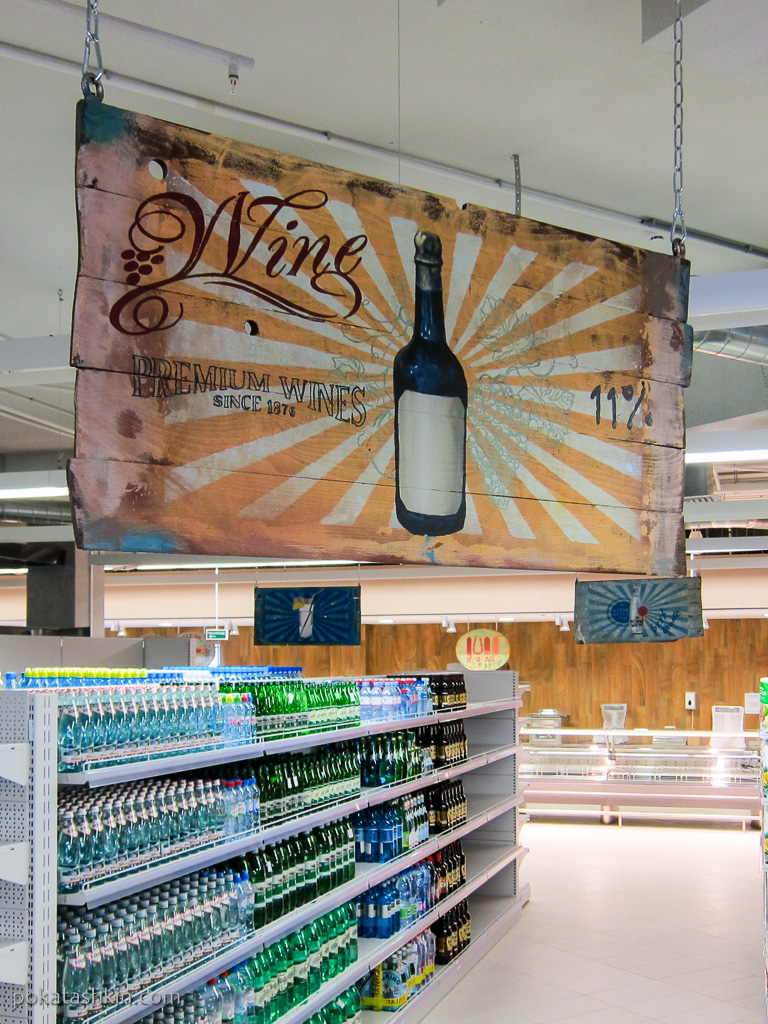 Wine
PREMIUM WINES
SINCE 1876
11%
pokatashkin.com